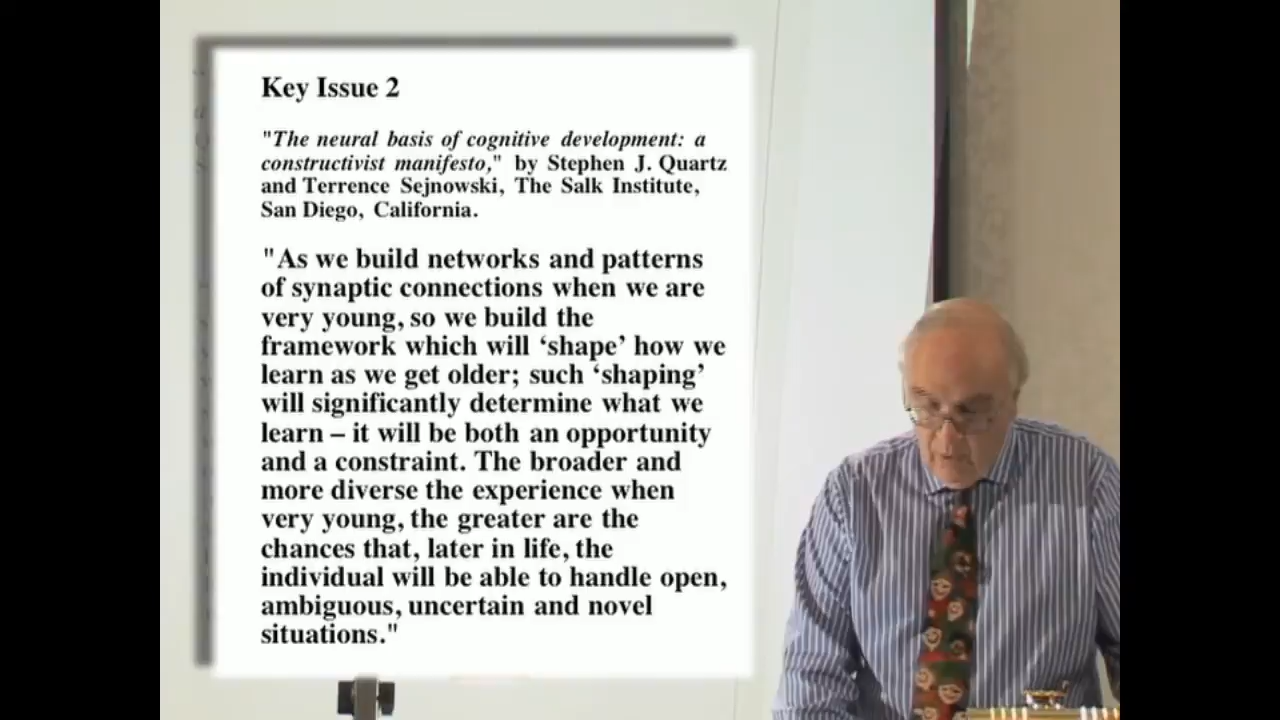 Key Issue 2
"The neural basis of cognitive development: a
constructivist manifesto," by Stephen J. Quartz
and Terrence Sejnowski, The Salk Institute,
San Diego, California.
"As we build networks and patterns
of synaptic connections when we are
very young, so we build the
framework which will ‘shape’ how we
learn as we get older; such ‘shaping’
will significantly determine what we
learn – it will be both an opportunity
and a constraint. The broader and
more diverse the experience when
very young, the greater are the
chances that, later in life, the
individual will be able to handle open,
ambiguous, uncertain and novel
situations."